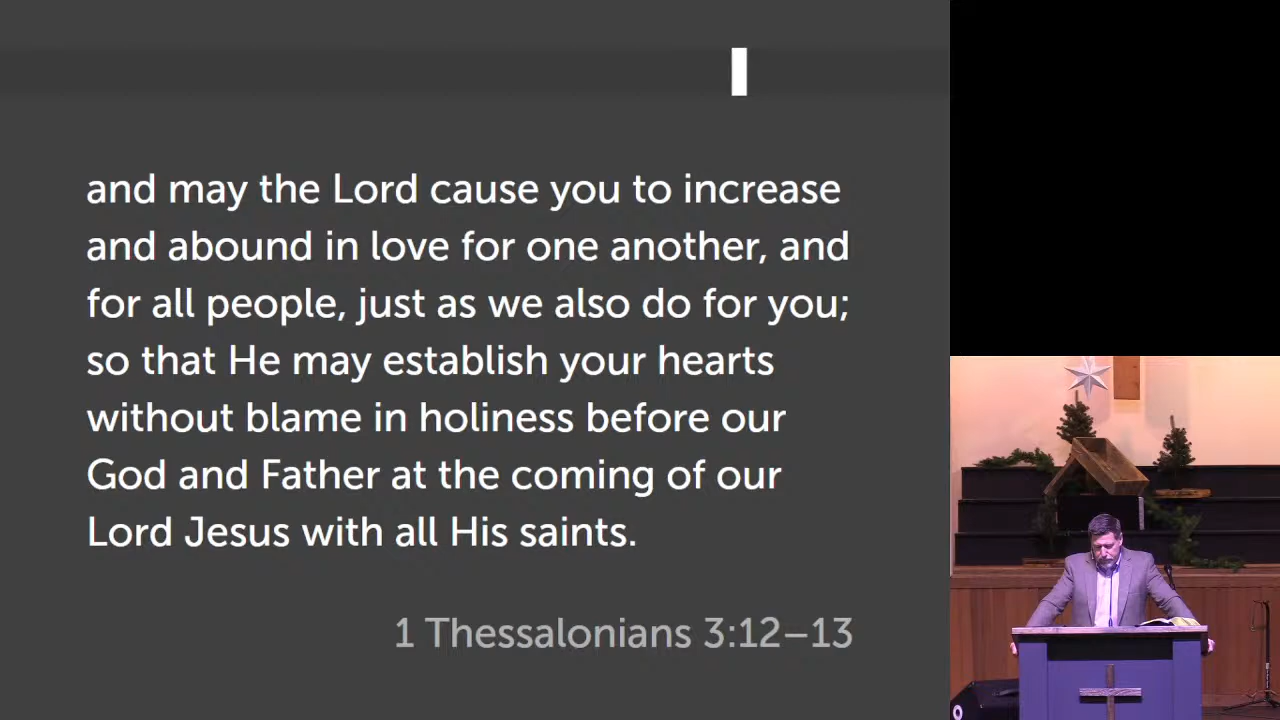 and may the Lord cause you to increase
and abound in love for one another, and
for all people, just as we also do for you;
so that He may establish your hearts
without blame in holiness before our
God and Father at the coming of our
Lord Jesus with all His saints.
1 Thessalonians 3:12–13